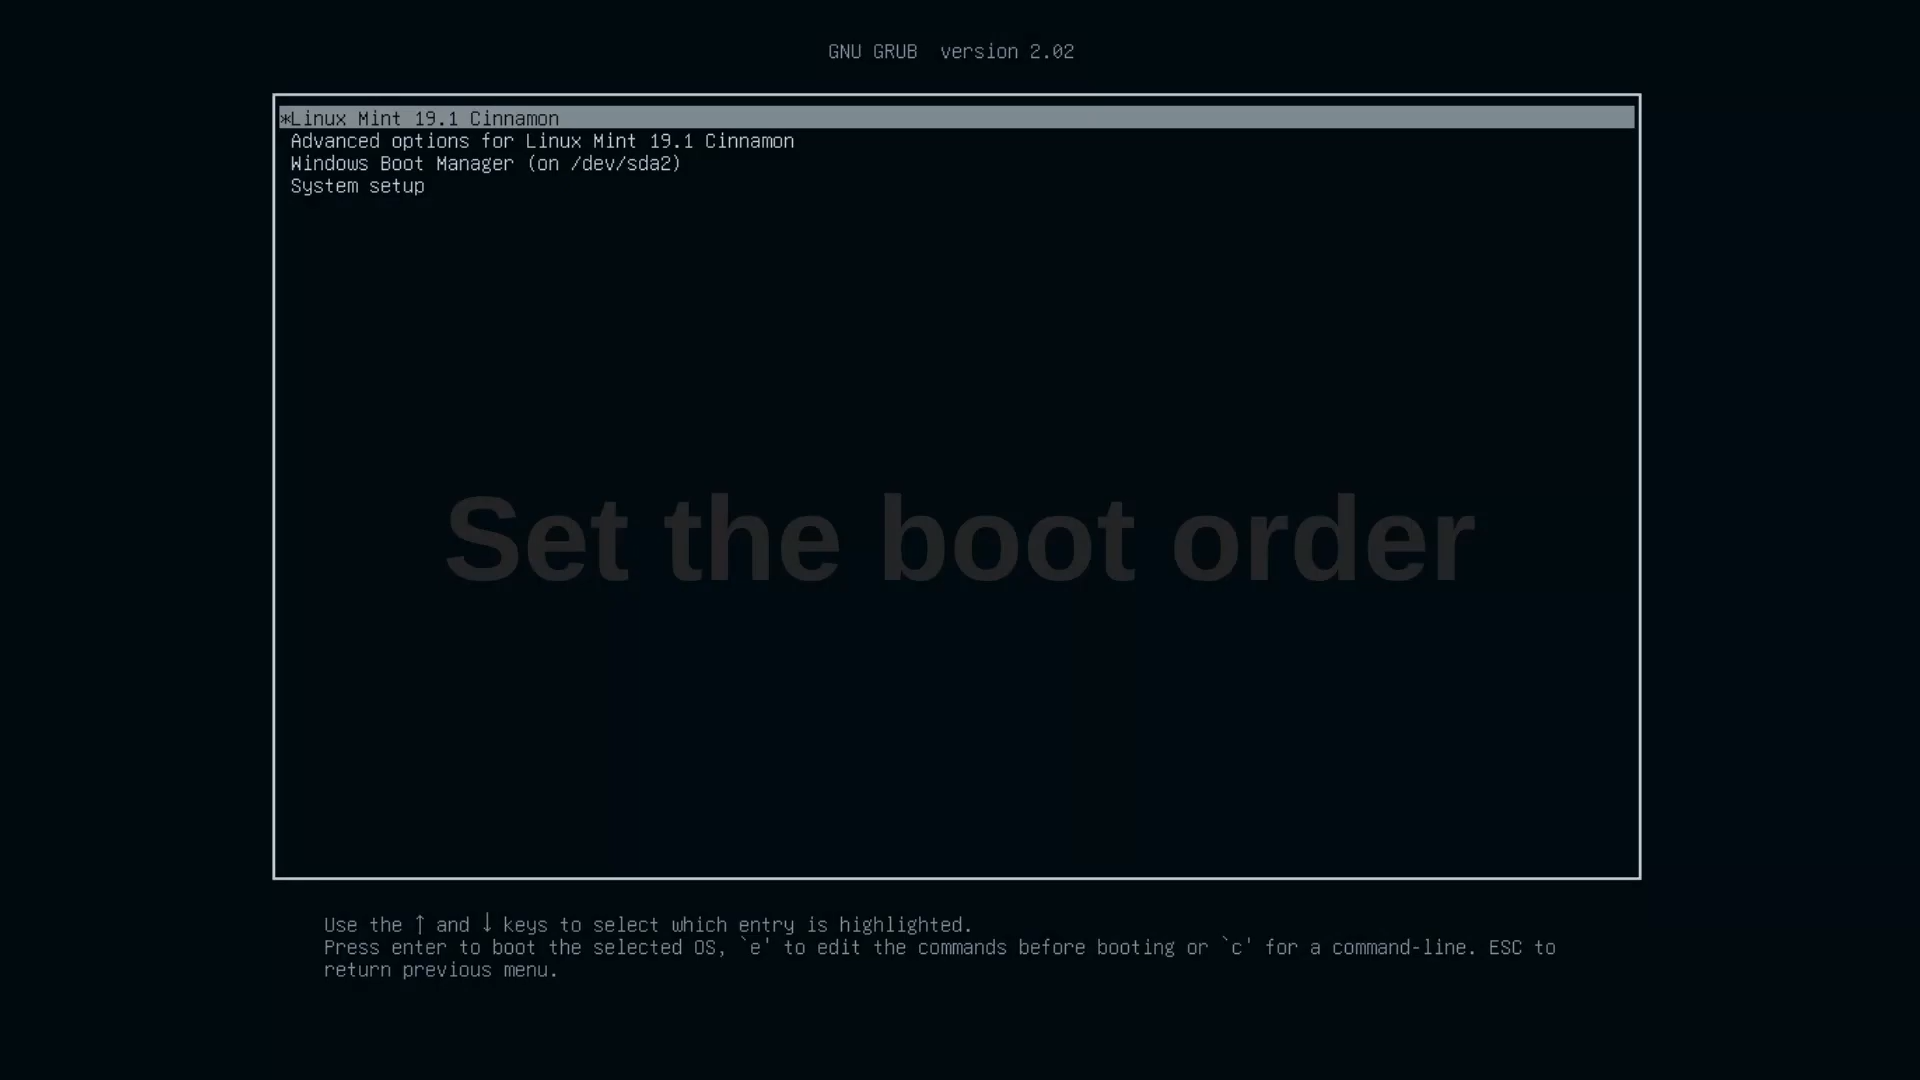 GNU GRUB  version 2.02
*Linux Mint 19.1 Cinnamon
Advanced options for Linux Mint 19.1 Cinnamon
Windows Boot Manager (on /dev/sda2)
System setup
Set the boot order
Use the ↑ and ↓ keys to select which entry is highlighted.
Press enter to boot the selected OS, `e' to edit the commands before booting or `c' for a command-line. ESC to
return previous menu.